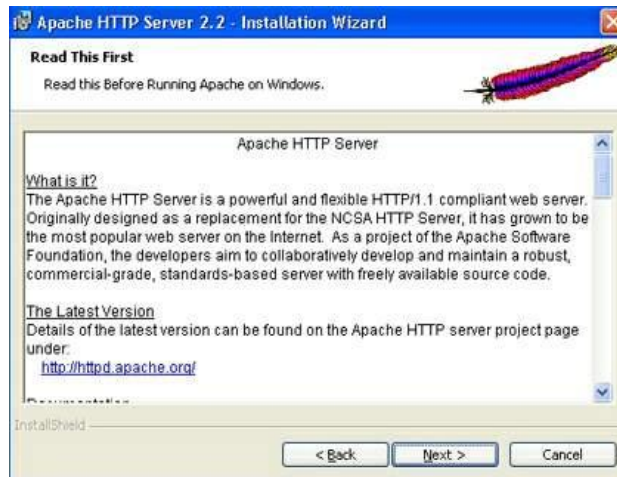 Apache HTTP Server 2.2 - Installation Wizard
Read This First
Read this Before Running Apache on Windows.
Apache HTTP Server
What is it?
The Apache HTTP Server is a powerful and flexible HTTP/1.1 compliant web server.
Originally designed as a replacement for the NCSA HTTP Server, it has grown to be
the most popular web server on the Internet. As a project of the Apache Software
Foundation, the developers aim to collaboratively develop and maintain a robust,
commercial-grade, standards-based server with freely available source code.
The Latest Version
Details of the latest version can be found on the Apache HTTP server project page
under:
http://httpd.apache.org/
Documentation
InstallShield
< Back
Next >
Cancel